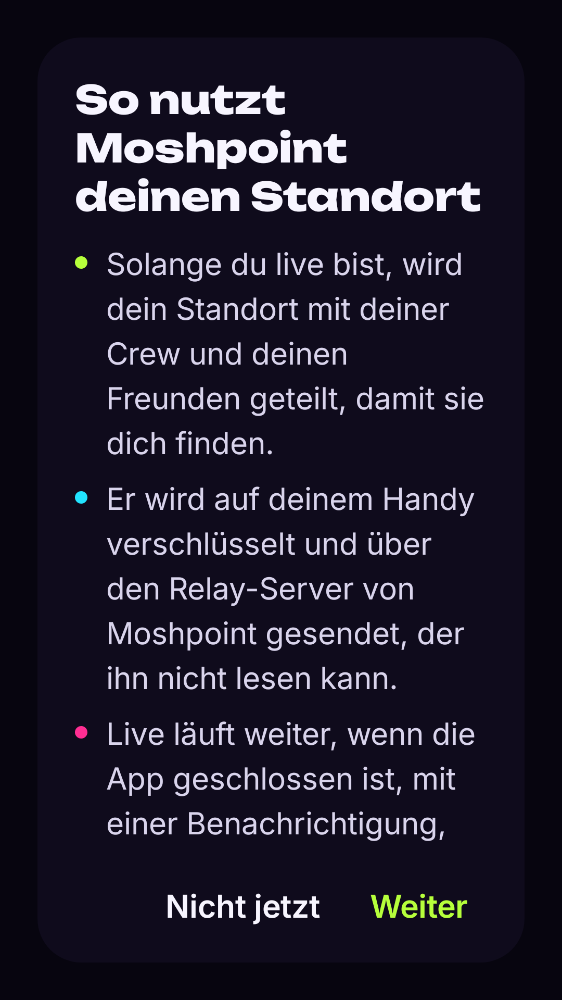 So nutzt
Moshpoint
deinen Standort
Solange du live bist, wird
dein Standort mit deiner
Crew und deinen
Freunden geteilt, damit sie
dich finden.
Er wird auf deinem Handy
verschlüsselt und über
den Relay-Server von
Moshpoint gesendet, der
ihn nicht lesen kann.
Live läuft weiter, wenn die
App geschlossen ist, mit
einer Benachrichtigung,
Nicht jetzt Weiter